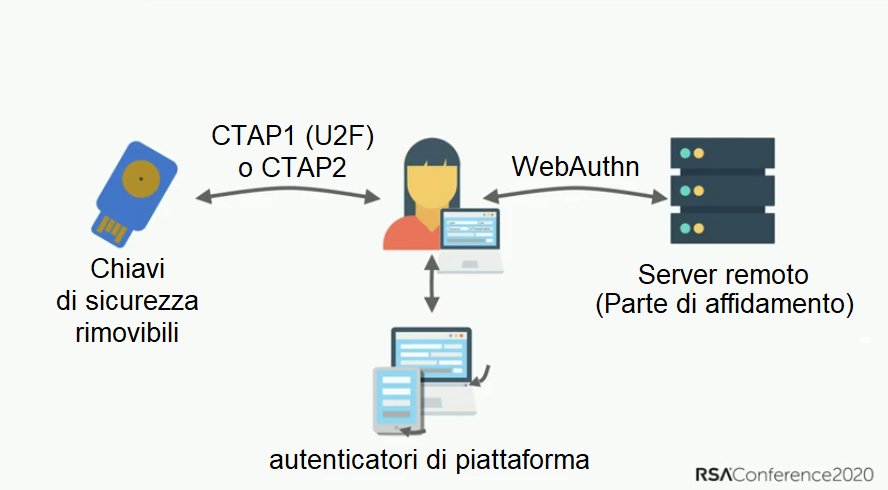 CTAP1 (U2F)
o CTAP2
WebAuthn
Chiavi
di sicurezza
rimovibili
Server remoto
(Parte di affidamento)
autenticatori di piattaforma
RSAConference2020